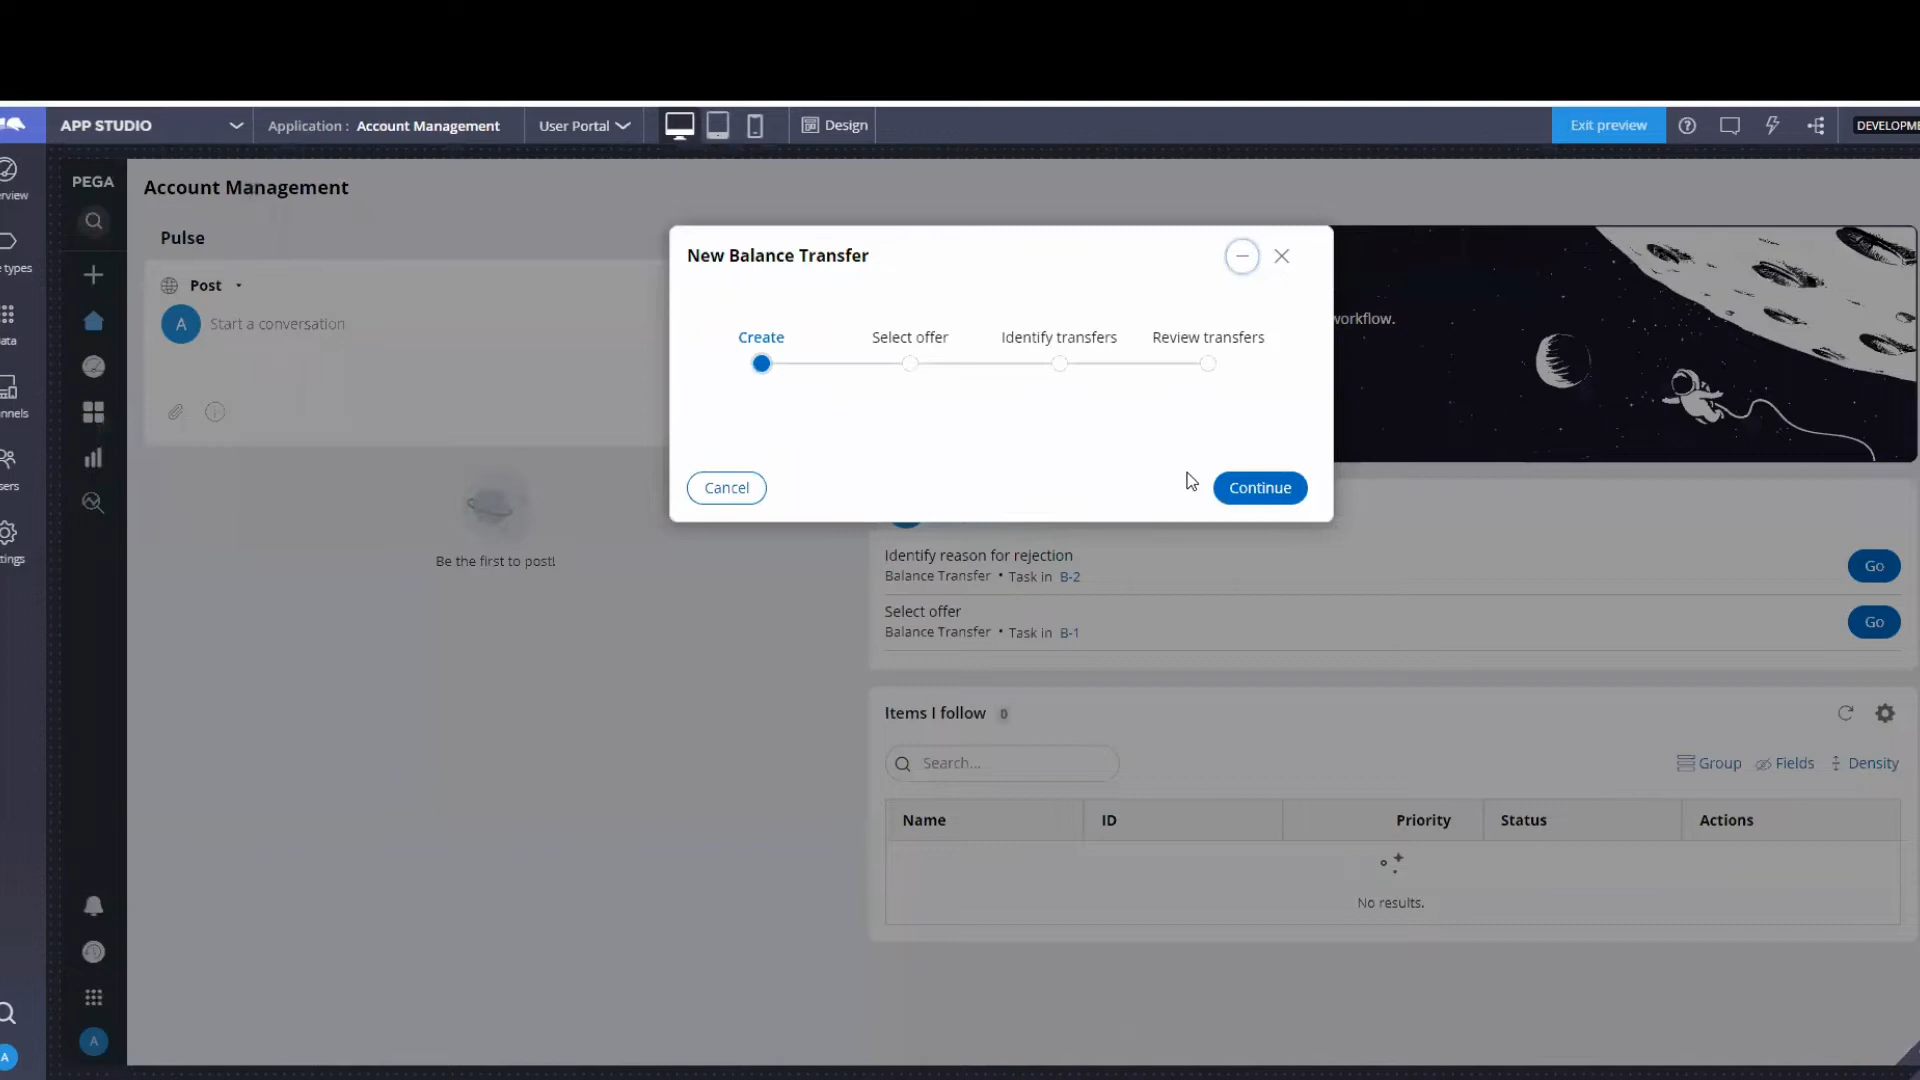 APP STUDIO
Application : Account Management
User Portal
Design
Exit preview
DEVELOPME
rview
e types
ata
nnels
sers
tings
A
PEGA
A
Account Management
Pulse
Post
A
Start a conversation
Be the first to post!
New Balance Transfer
Create
Select offer
Identify transfers
Review transfers
Cancel
Continue
workflow.
Identify reason for rejection
Balance Transfer • Task in B-2
Go
Select offer
Balance Transfer • Task in B-1
Go
Items I follow 0
Search...
Group
Fields
Density
Name
ID
Priority
Status
Actions
No results.